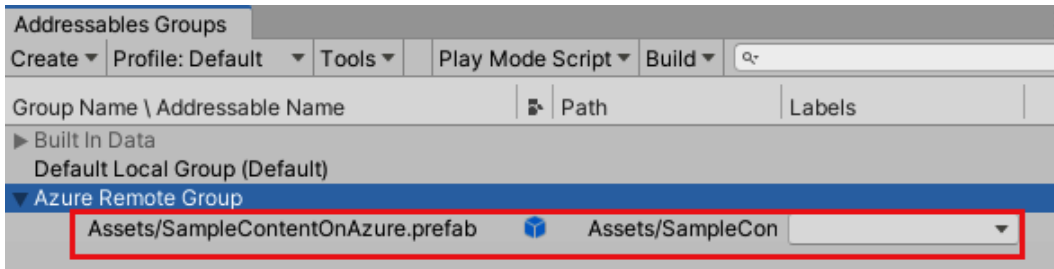 Addressables Groups
Create Profile: Default Tools Play Mode Script Build
Group Name \ Addressable Name Path Labels
Built In Data
Default Local Group (Default)
Azure Remote Group
Assets/SampleContentOnAzure.prefab Assets/SampleCon